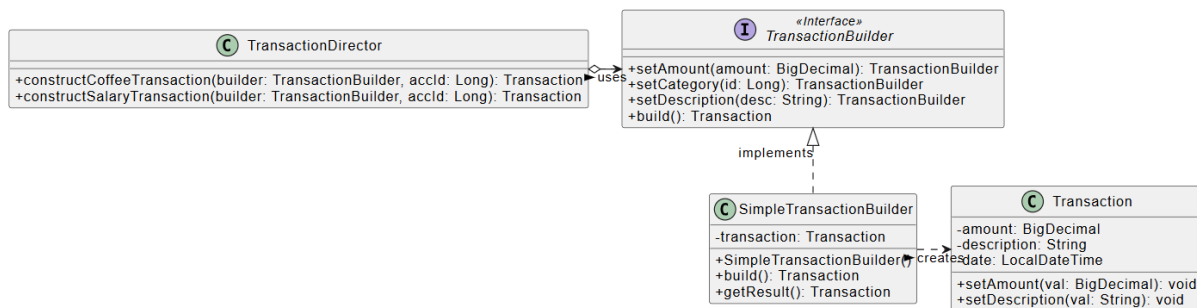 C TransactionDirector
+constructCoffeeTransaction(builder: TransactionBuilder, accId: Long): Transaction
+constructSalaryTransaction(builder: TransactionBuilder, accId: Long): Transaction
uses
«Interface»
I TransactionBuilder
+setAmount(amount: BigDecimal): TransactionBuilder
+setCategory(id: Long): TransactionBuilder
+setDescription(desc: String): TransactionBuilder
+build(): Transaction
implements
C SimpleTransactionBuilder
-transaction: Transaction
+SimpleTransactionBuilder()
+build(): Transaction
+getResult(): Transaction
creates
C Transaction
-amount: BigDecimal
-description: String
-date: LocalDateTime
+setAmount(val: BigDecimal): void
+setDescription(val: String): void